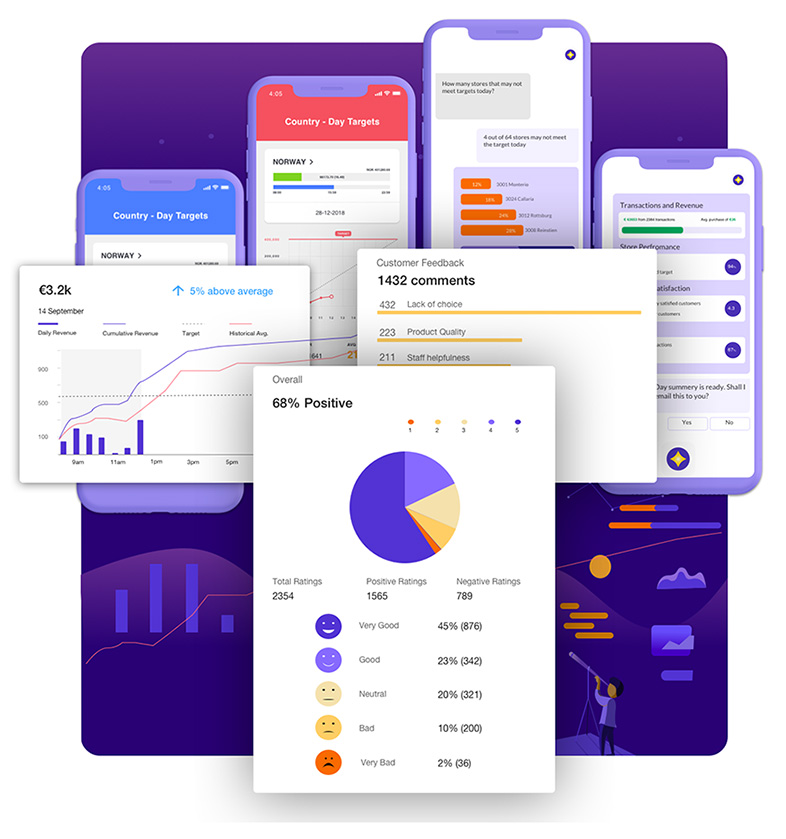 4:05
Country - Day Targets
NORWAY >
4:05
Country - Day Targets
NORWAY >
28-12-2018
TARGET
How many stores that may not
meet targets today?
4 out of 64 stores may not meet
the target today
12% 3001 Monteria
18% 3024 Callaria
24% 3012 Rottsburg
28% 3008 Beinstien
Transactions and Revenue
Store Perfromance
d target
atisfaction
y satisfied customers
customers
actions
Day summery is ready. Shall I
email this to you?
Yes No
€3.2k
5% above average
14 September
Daily Revenue Cumulative Revenue Target Historical Avg.
900
500
100
9am 11am 1pm 3pm 5pm
1641
Customer Feedback
1432 comments
432 Lack of choice
223 Product Quality
211 Staff helpfulness
Overall
68% Positive
1 2 3 4 5
Total Ratings Positive Ratings Negative Ratings
2354 1565 789
Very Good 45% (876)
Good 23% (342)
Neutral 20% (321)
Bad 10% (200)
Very Bad 2% (36)